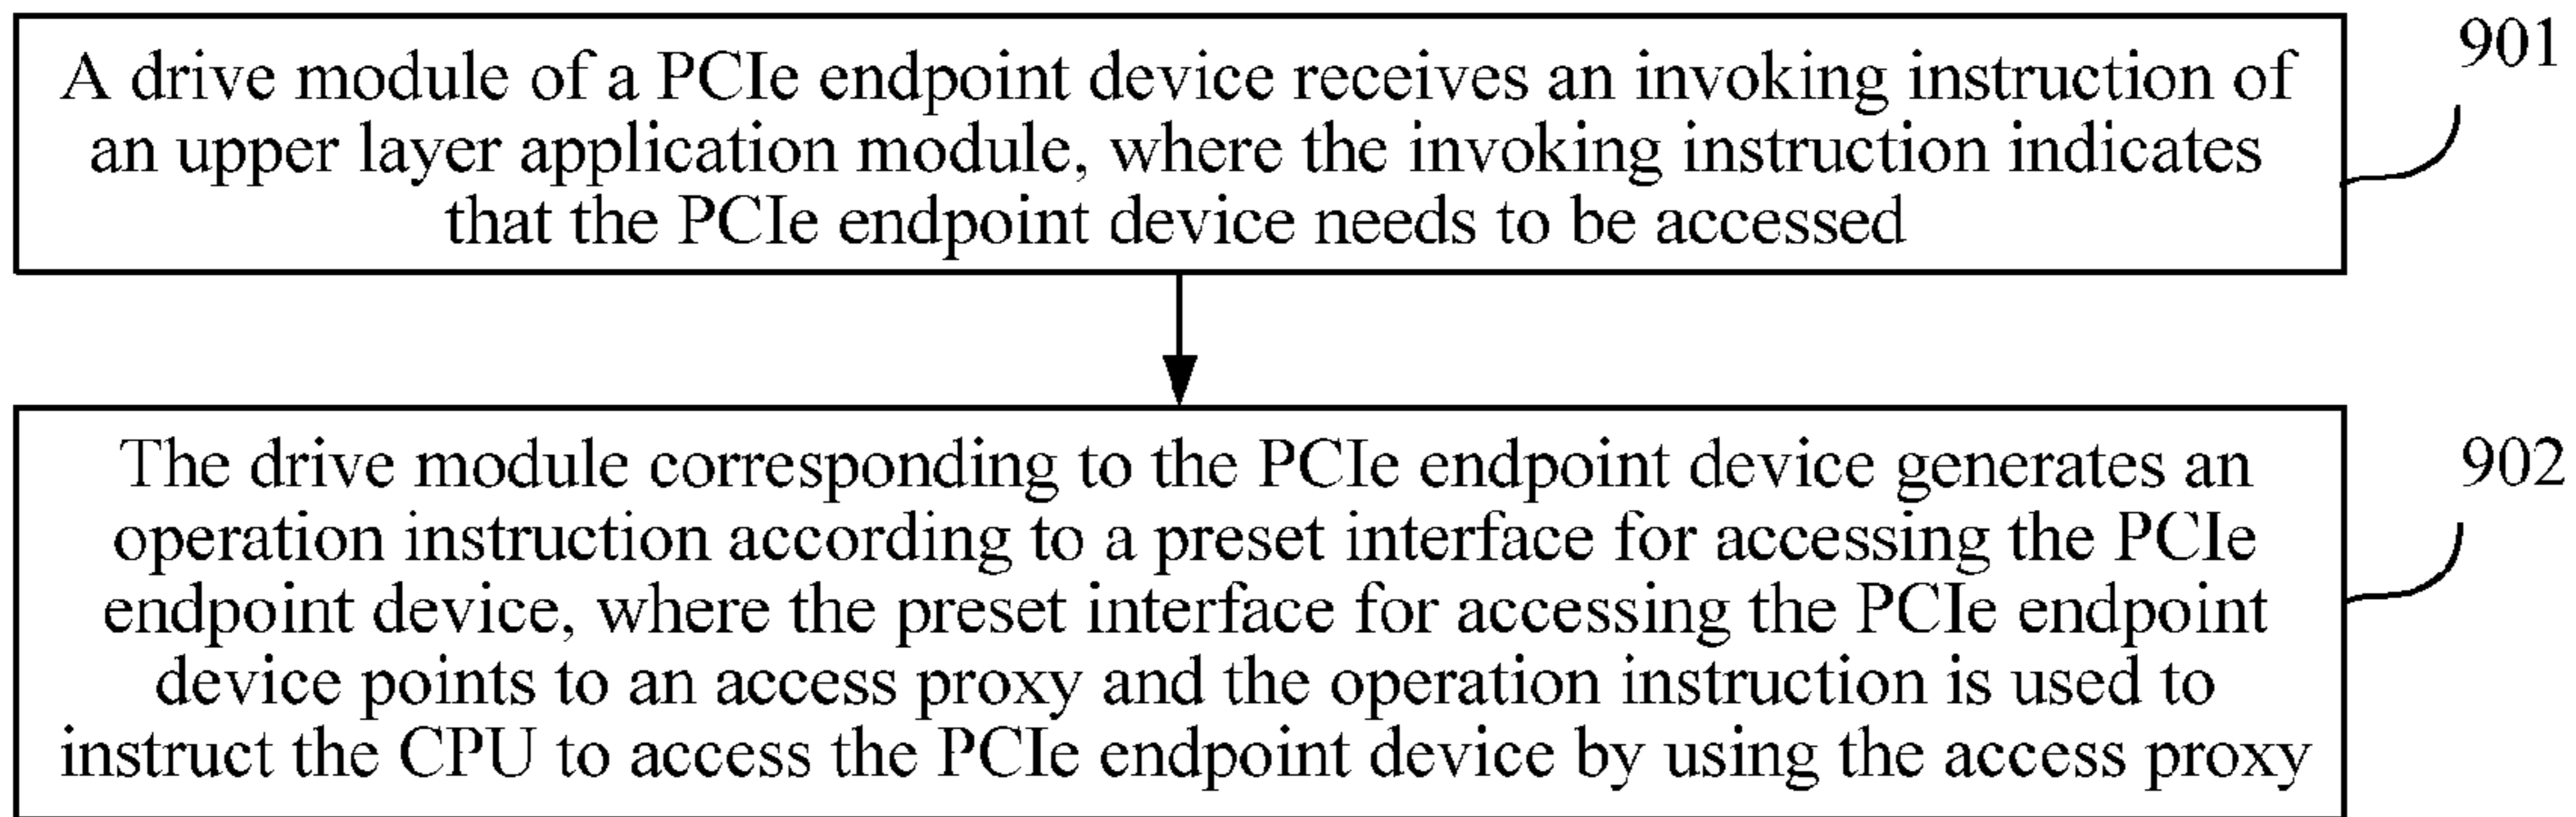 A drive module of a PCIe endpoint device receives an invoking instruction of
an upper layer application module, where the invoking instruction indicates
that the PCIe endpoint device needs to be accessed
901
The drive module corresponding to the PCIe endpoint device generates an
operation instruction according to a preset interface for accessing the PCIe
endpoint device, where the preset interface for accessing the PCIe endpoint
device points to an access proxy and the operation instruction is used to
instruct the CPU to access the PCIe endpoint device by using the access proxy
902